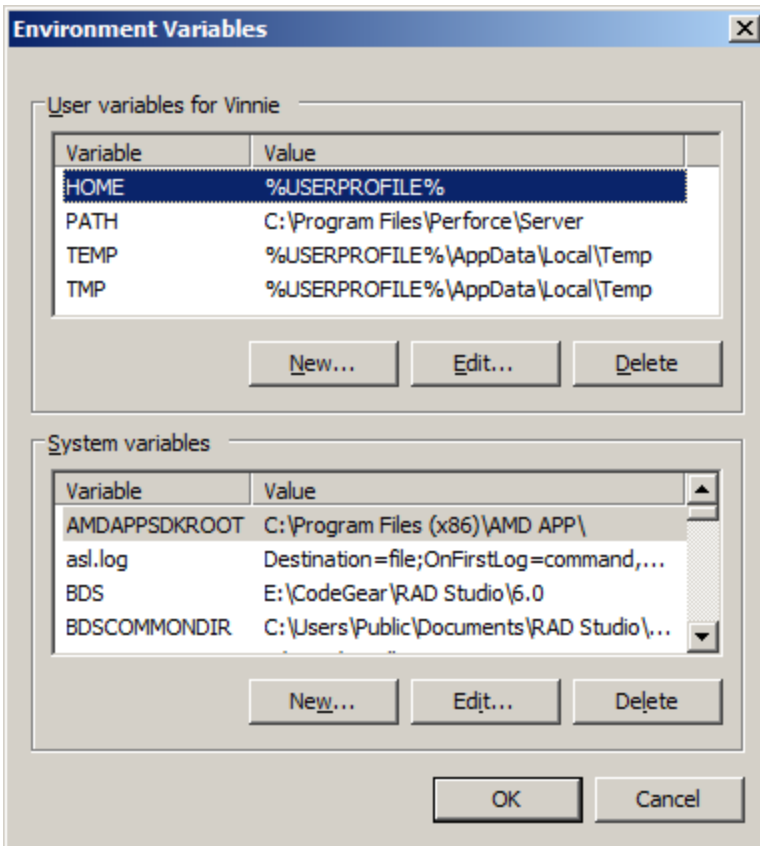 Environment Variables
User variables for Vinnie
Variable Value
HOME %USERPROFILE%
PATH C:\Program Files\Perforce\Server
TEMP %USERPROFILE%\AppData\Local\Temp
TMP %USERPROFILE%\AppData\Local\Temp
New... Edit... Delete
System variables
Variable Value
AMDAPPSDKROOT C:\Program Files (x86)\AMD APP\
asl.log Destination=file;OnFirstLog=command,...
BDS E:\CodeGear\RAD Studio\6.0
BDSCOMMONDIR C:\Users\Public\Documents\RAD Studio\...
New... Edit... Delete
OK Cancel